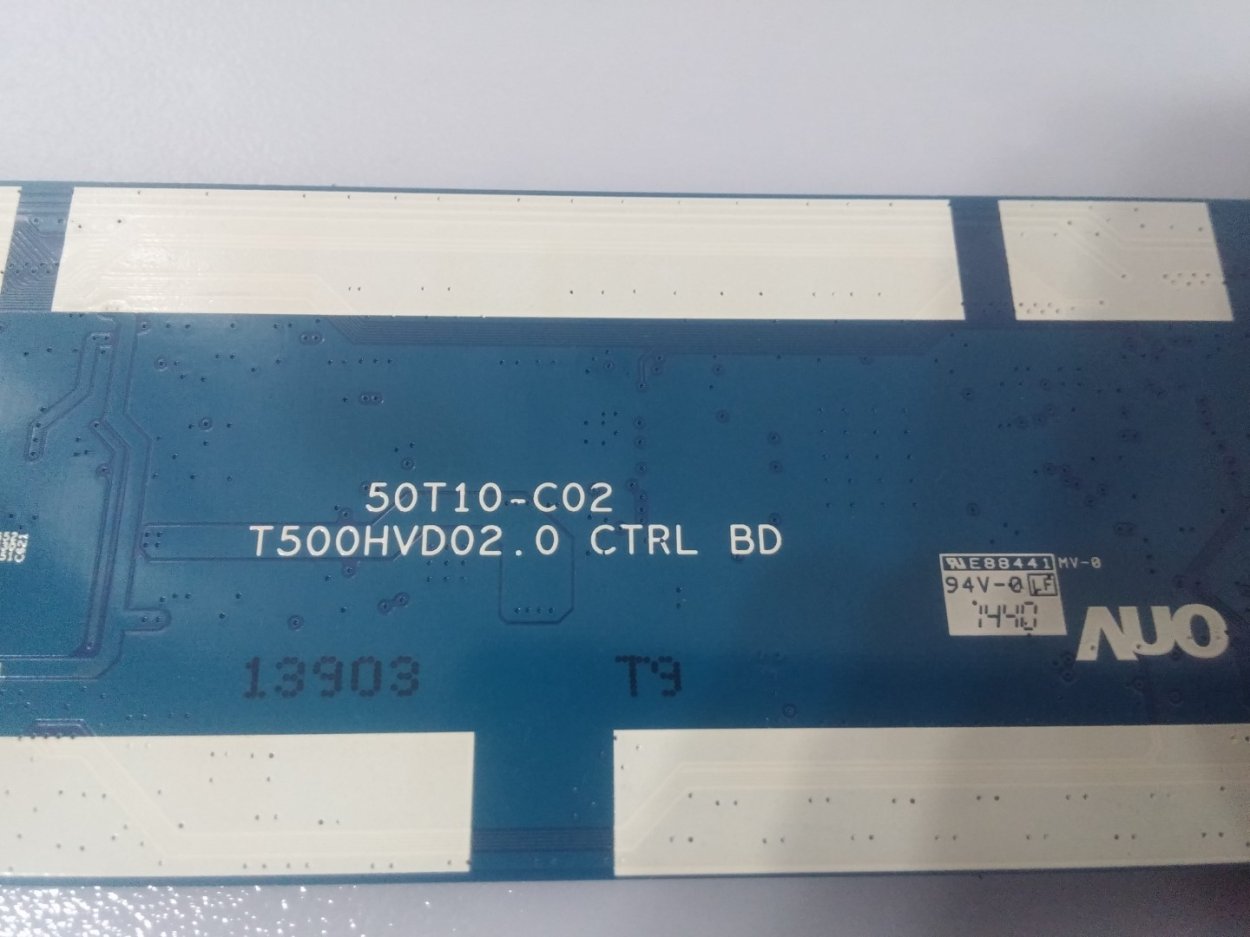 50T10-C02
T500HVD02.0 CTRL BD
E88441 MV-0
94V-0 LF
1440
AUO
13903 T9